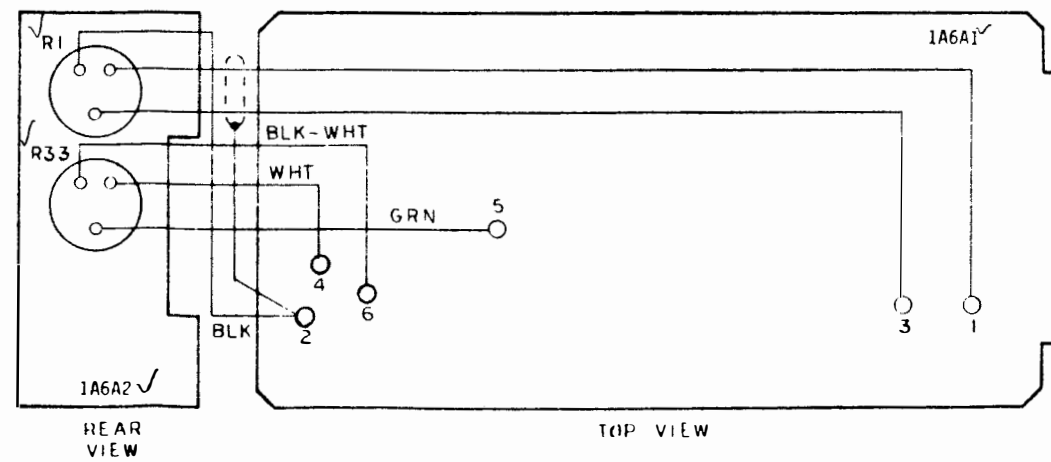 R1
1A6A1
BLK-WHT
R33
WHT
GRN
5
4
6
2
BLK
3
1
1A6A2
REAR
VIEW
TOP VIEW